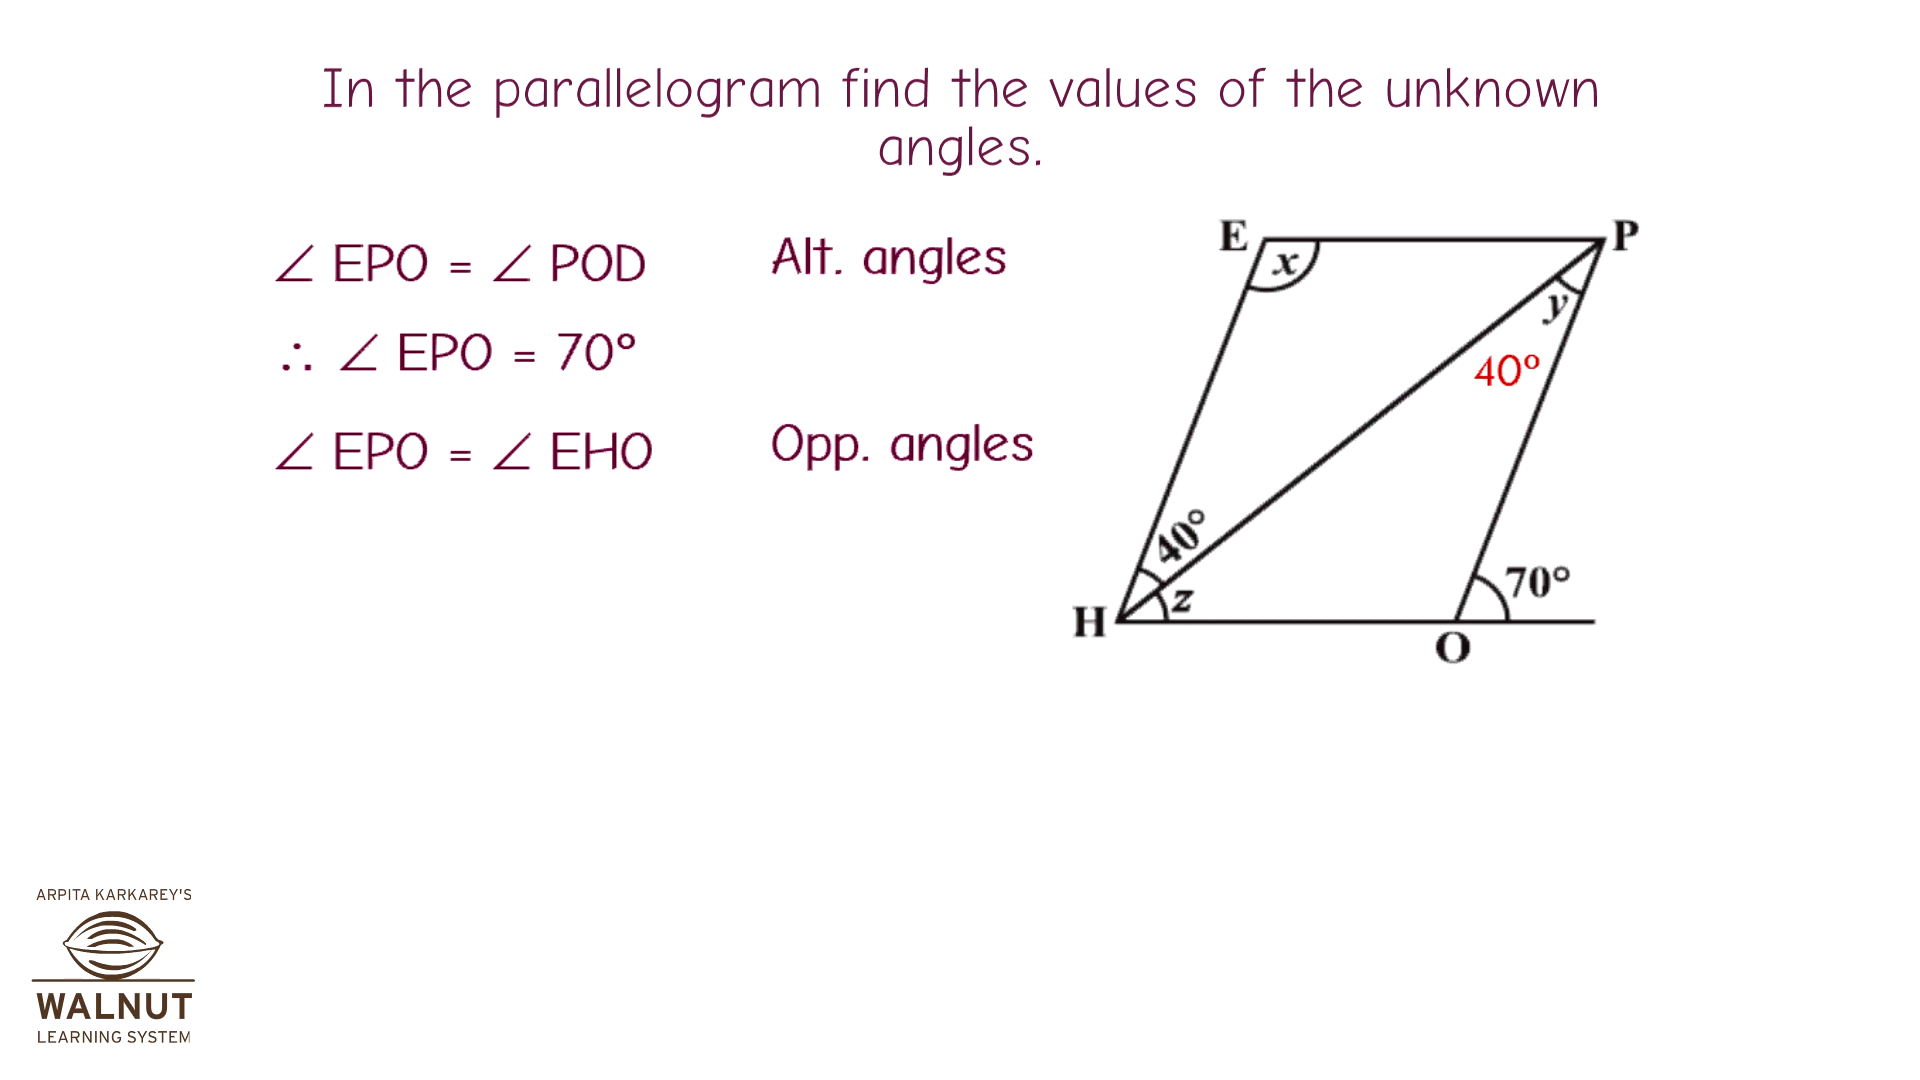 In the parallelogram find the values of the unknown
angles.
∠ EPO = ∠ POD Alt. angles
∴ ∠ EPO = 70°
∠ EPO = ∠ EHO Opp. angles
E P
x
y
40°
40°
z
70°
H
O
ARPITA KARKAREY'S
WALNUT
LEARNING SYSTEM